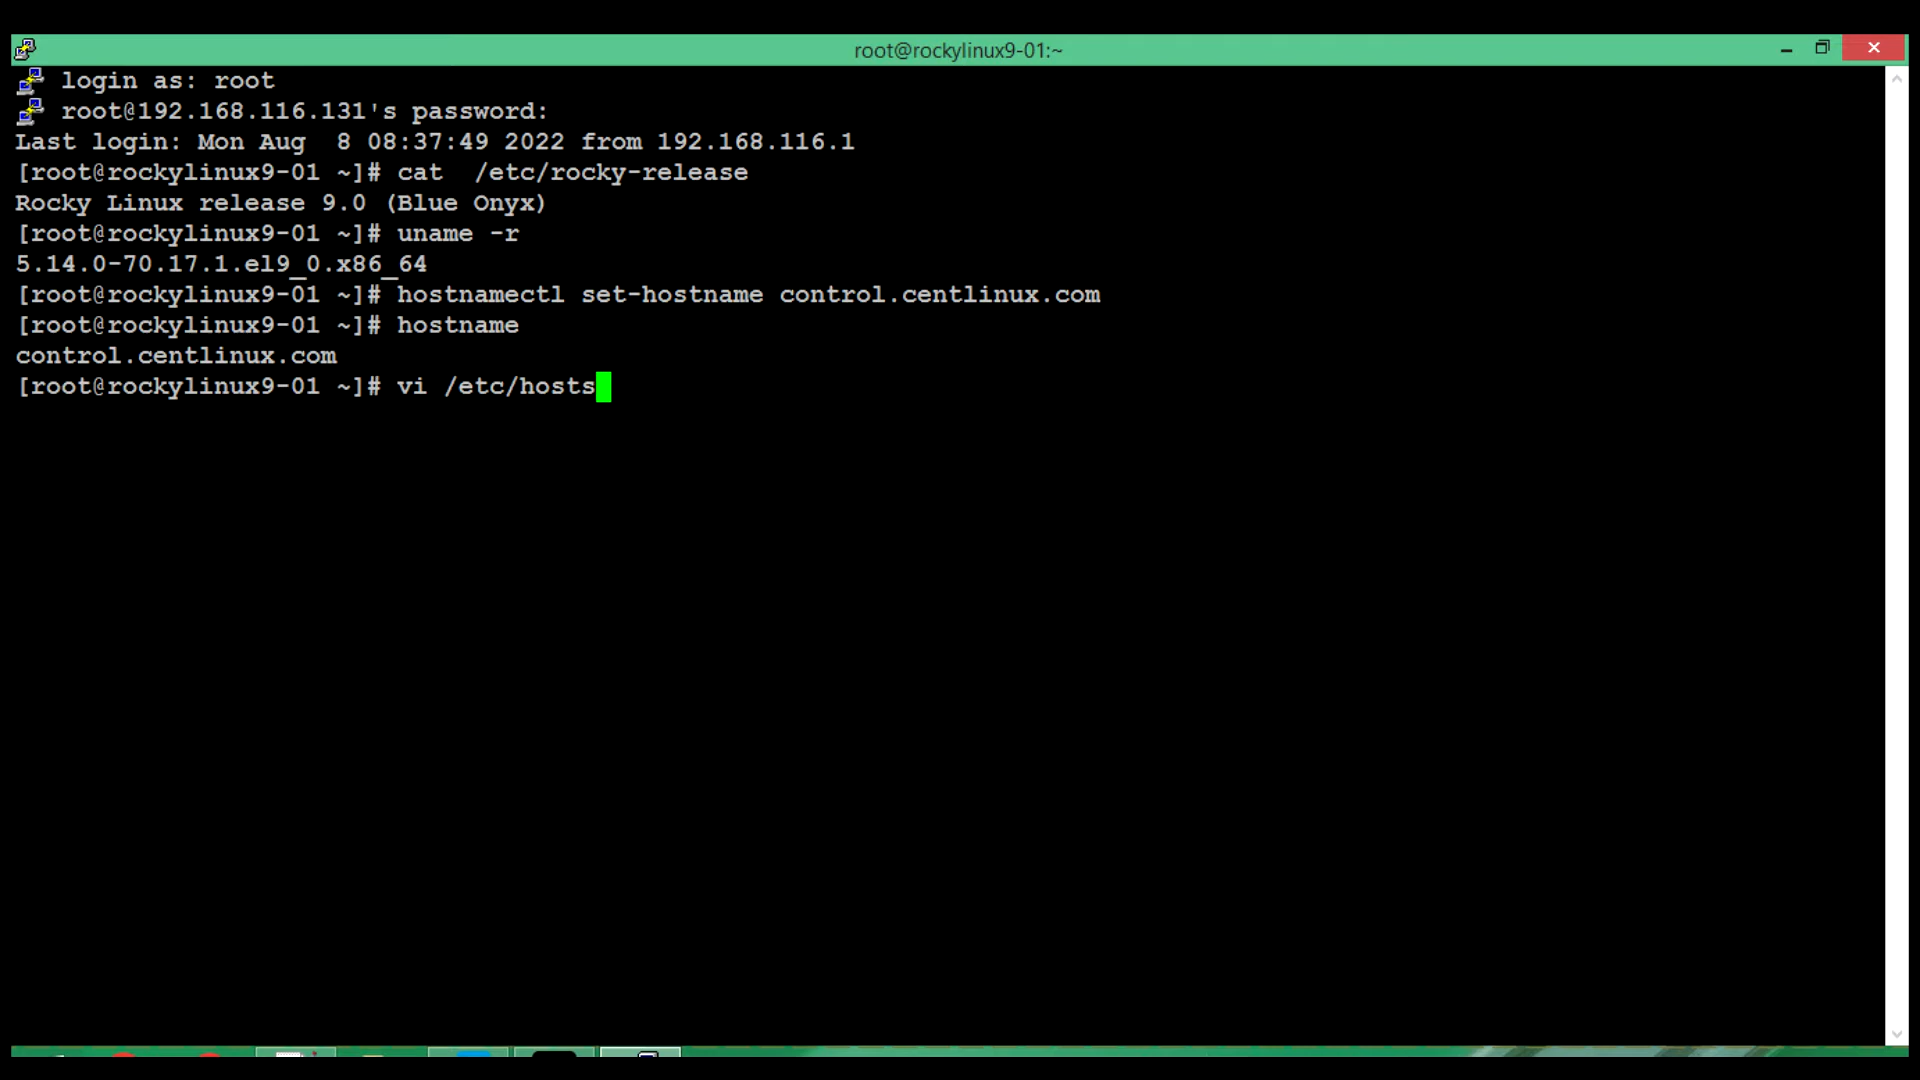 root@rockylinux9-01:~
login as: root
root@192.168.116.131's password:
Last login: Mon Aug  8 08:37:49 2022 from 192.168.116.1
[root@rockylinux9-01 ~]# cat  /etc/rocky-release
Rocky Linux release 9.0 (Blue Onyx)
[root@rockylinux9-01 ~]# uname -r
5.14.0-70.17.1.el9_0.x86_64
[root@rockylinux9-01 ~]# hostnamectl set-hostname control.centlinux.com
[root@rockylinux9-01 ~]# hostname
control.centlinux.com
[root@rockylinux9-01 ~]# vi /etc/hosts